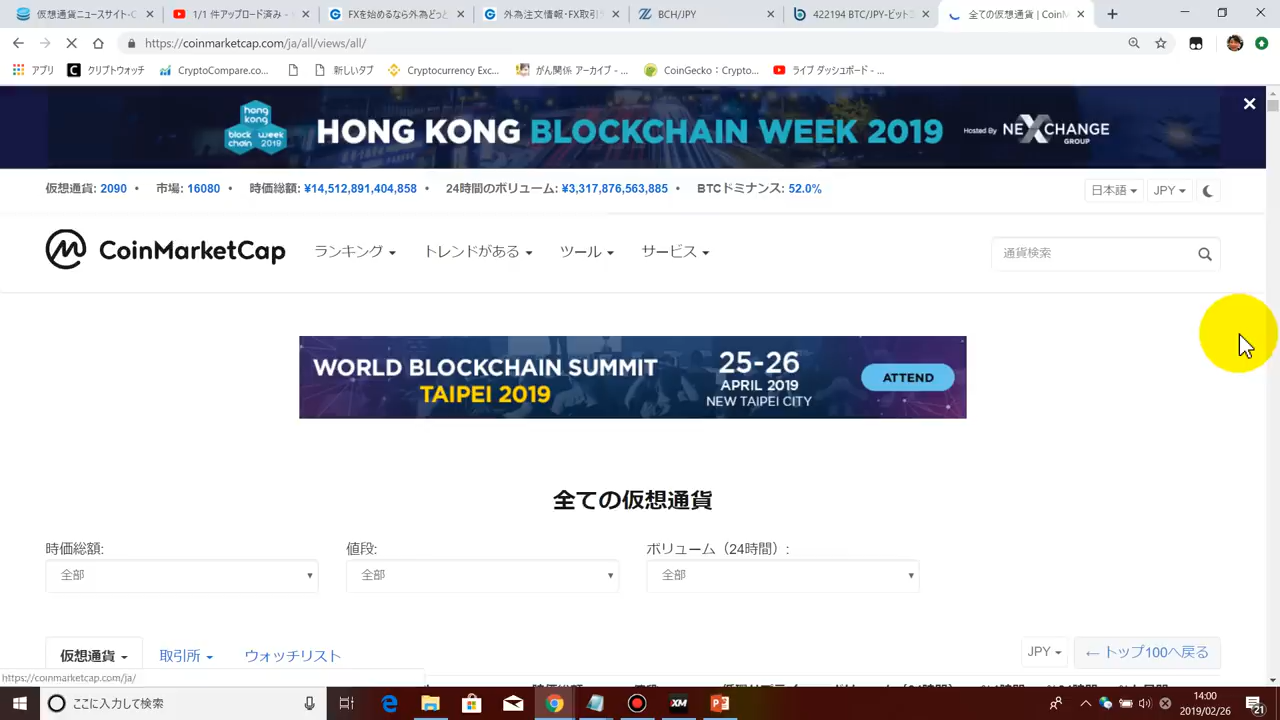 仮想通貨ニュースサイト-C
1/1 件アップロード済み -
FXを始めるなら外為どっ
外為注文情報･FX取引
BCH/JPY
422194 BTC/JPY-ビット
全ての仮想通貨 | CoinM
https://coinmarketcap.com/ja/all/views/all/
アプリ
クリプトウォッチ
CryptoCompare.co...
新しいタブ
Cryptocurrency Exc...
がん関係 アーカイブ - ...
CoinGecko：Crypto...
ライブ ダッシュボード - ...
hong kong block week chain 2019
HONG KONG BLOCKCHAIN WEEK 2019
Hosted By NEXCHANGE GROUP
仮想通貨: 2090 • 市場: 16080 • 時価総額: ¥14,512,891,404,858 • 24時間のボリューム: ¥3,317,876,563,885 • BTCドミナンス: 52.0%
日本語
JPY
CoinMarketCap
ランキング
トレンドがある
ツール
サービス
通貨検索
WORLD BLOCKCHAIN SUMMIT
TAIPEI 2019
25-26
APRIL 2019
NEW TAIPEI CITY
ATTEND
全ての仮想通貨
時価総額:
値段:
ボリューム（24時間）:
全部
全部
全部
仮想通貨
取引所
ウォッチリスト
JPY
← トップ100へ戻る
https://coinmarketcap.com/ja/
ここに入力して検索
XM
14:00
2019/02/26
21